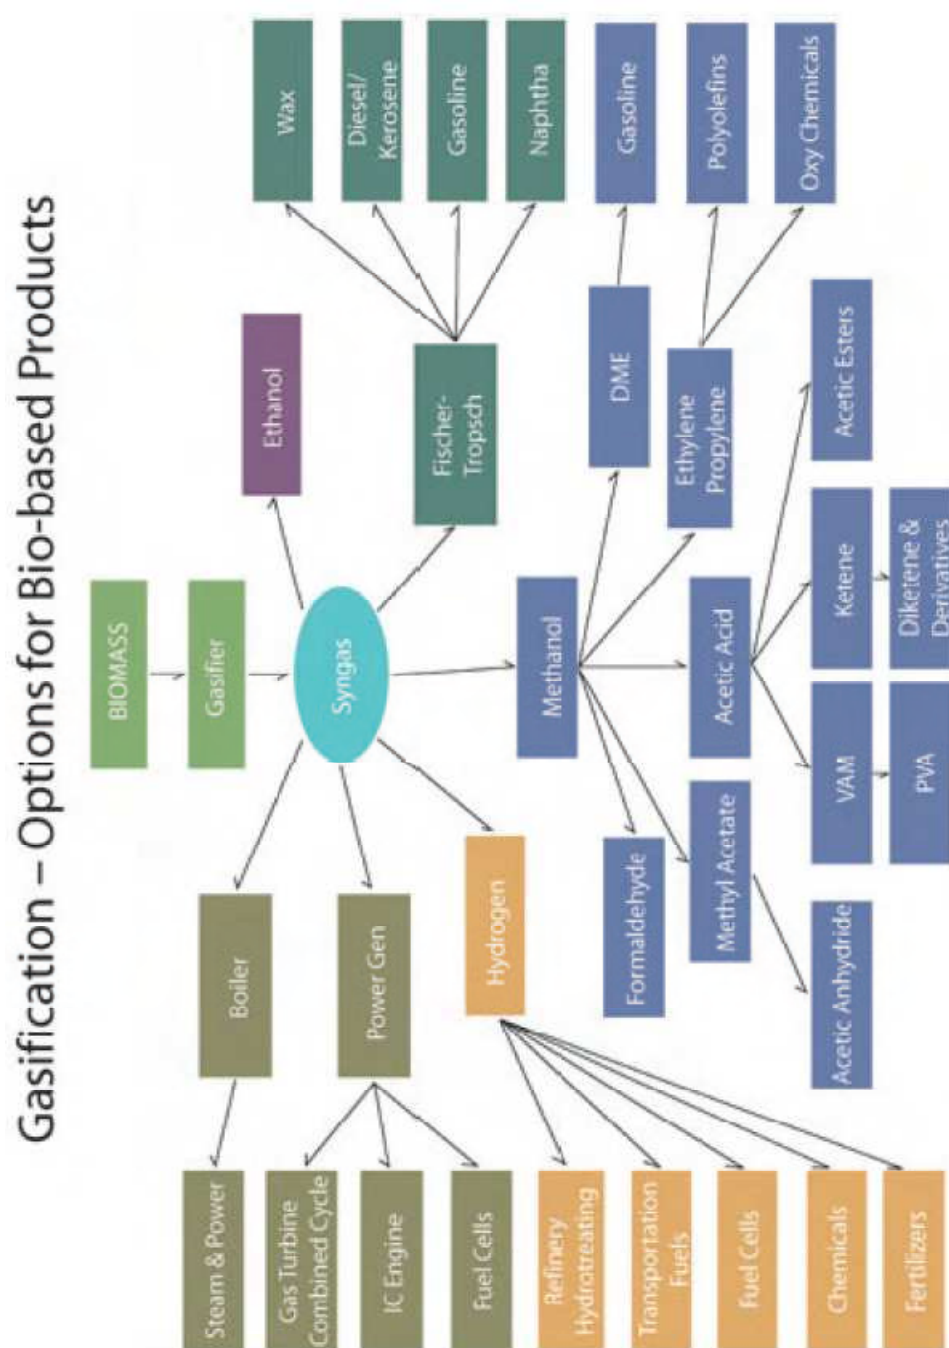 Gasification – Options for Bio-based Products
BIOMASS
Gasifier
Syngas
Ethanol
Boiler
Steam & Power
Power Gen
Gas Turbine
Combined Cycle
IC Engine
Fuel Cells
Hydrogen
Refinery
Hydrotreating
Transportation
Fuels
Fuel Cells
Chemicals
Fertilizers
Fischer-
Tropsch
Wax
Diesel/
Kerosene
Gasoline
Naphtha
Methanol
Formaldehyde
Methyl Acetate
Acetic Anhydride
Acetic Acid
VAM
PVA
Ketene
Diketene &
Derivatives
Acetic Esters
Ethylene
Propylene
Polyolefins
Oxy Chemicals
DME
Gasoline